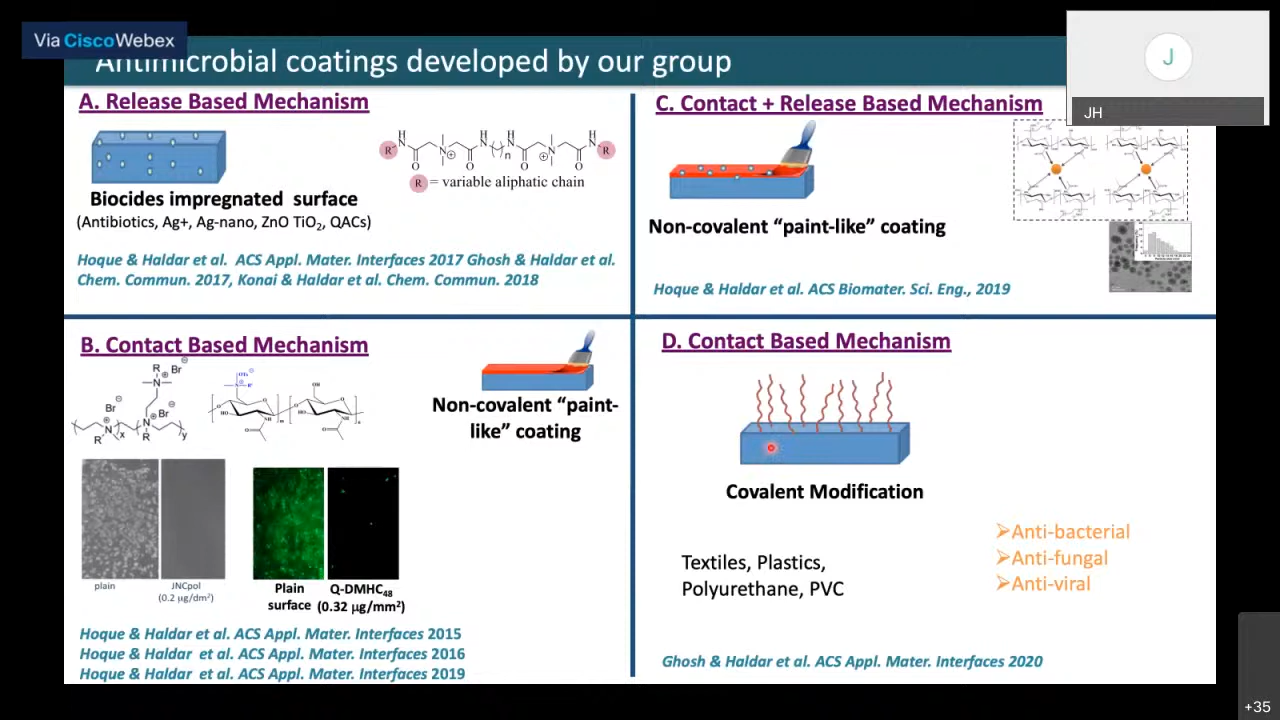 Via CiscoWebex
Antimicrobial coatings developed by our group
J
JH
A. Release Based Mechanism
R = variable aliphatic chain
Biocides impregnated surface
(Antibiotics, Ag+, Ag-nano, ZnO TiO2, QACs)
Hoque & Haldar et al. ACS Appl. Mater. Interfaces 2017 Ghosh & Haldar et al.
Chem. Commun. 2017, Konai & Haldar et al. Chem. Commun. 2018
C. Contact + Release Based Mechanism
Non-covalent “paint-like” coating
Hoque & Haldar et al. ACS Biomater. Sci. Eng., 2019
B. Contact Based Mechanism
Non-covalent “paint-
like” coating
plain
JNCpol
(0.2 µg/dm²)
Plain
surface
Q-DMHC48
(0.32 µg/mm²)
Hoque & Haldar et al. ACS Appl. Mater. Interfaces 2015
Hoque & Haldar et al. ACS Appl. Mater. Interfaces 2016
Hoque & Haldar et al. ACS Appl. Mater. Interfaces 2019
D. Contact Based Mechanism
Covalent Modification
Textiles, Plastics,
Polyurethane, PVC
➢Anti-bacterial
➢Anti-fungal
➢Anti-viral
Ghosh & Haldar et al. ACS Appl. Mater. Interfaces 2020
+35